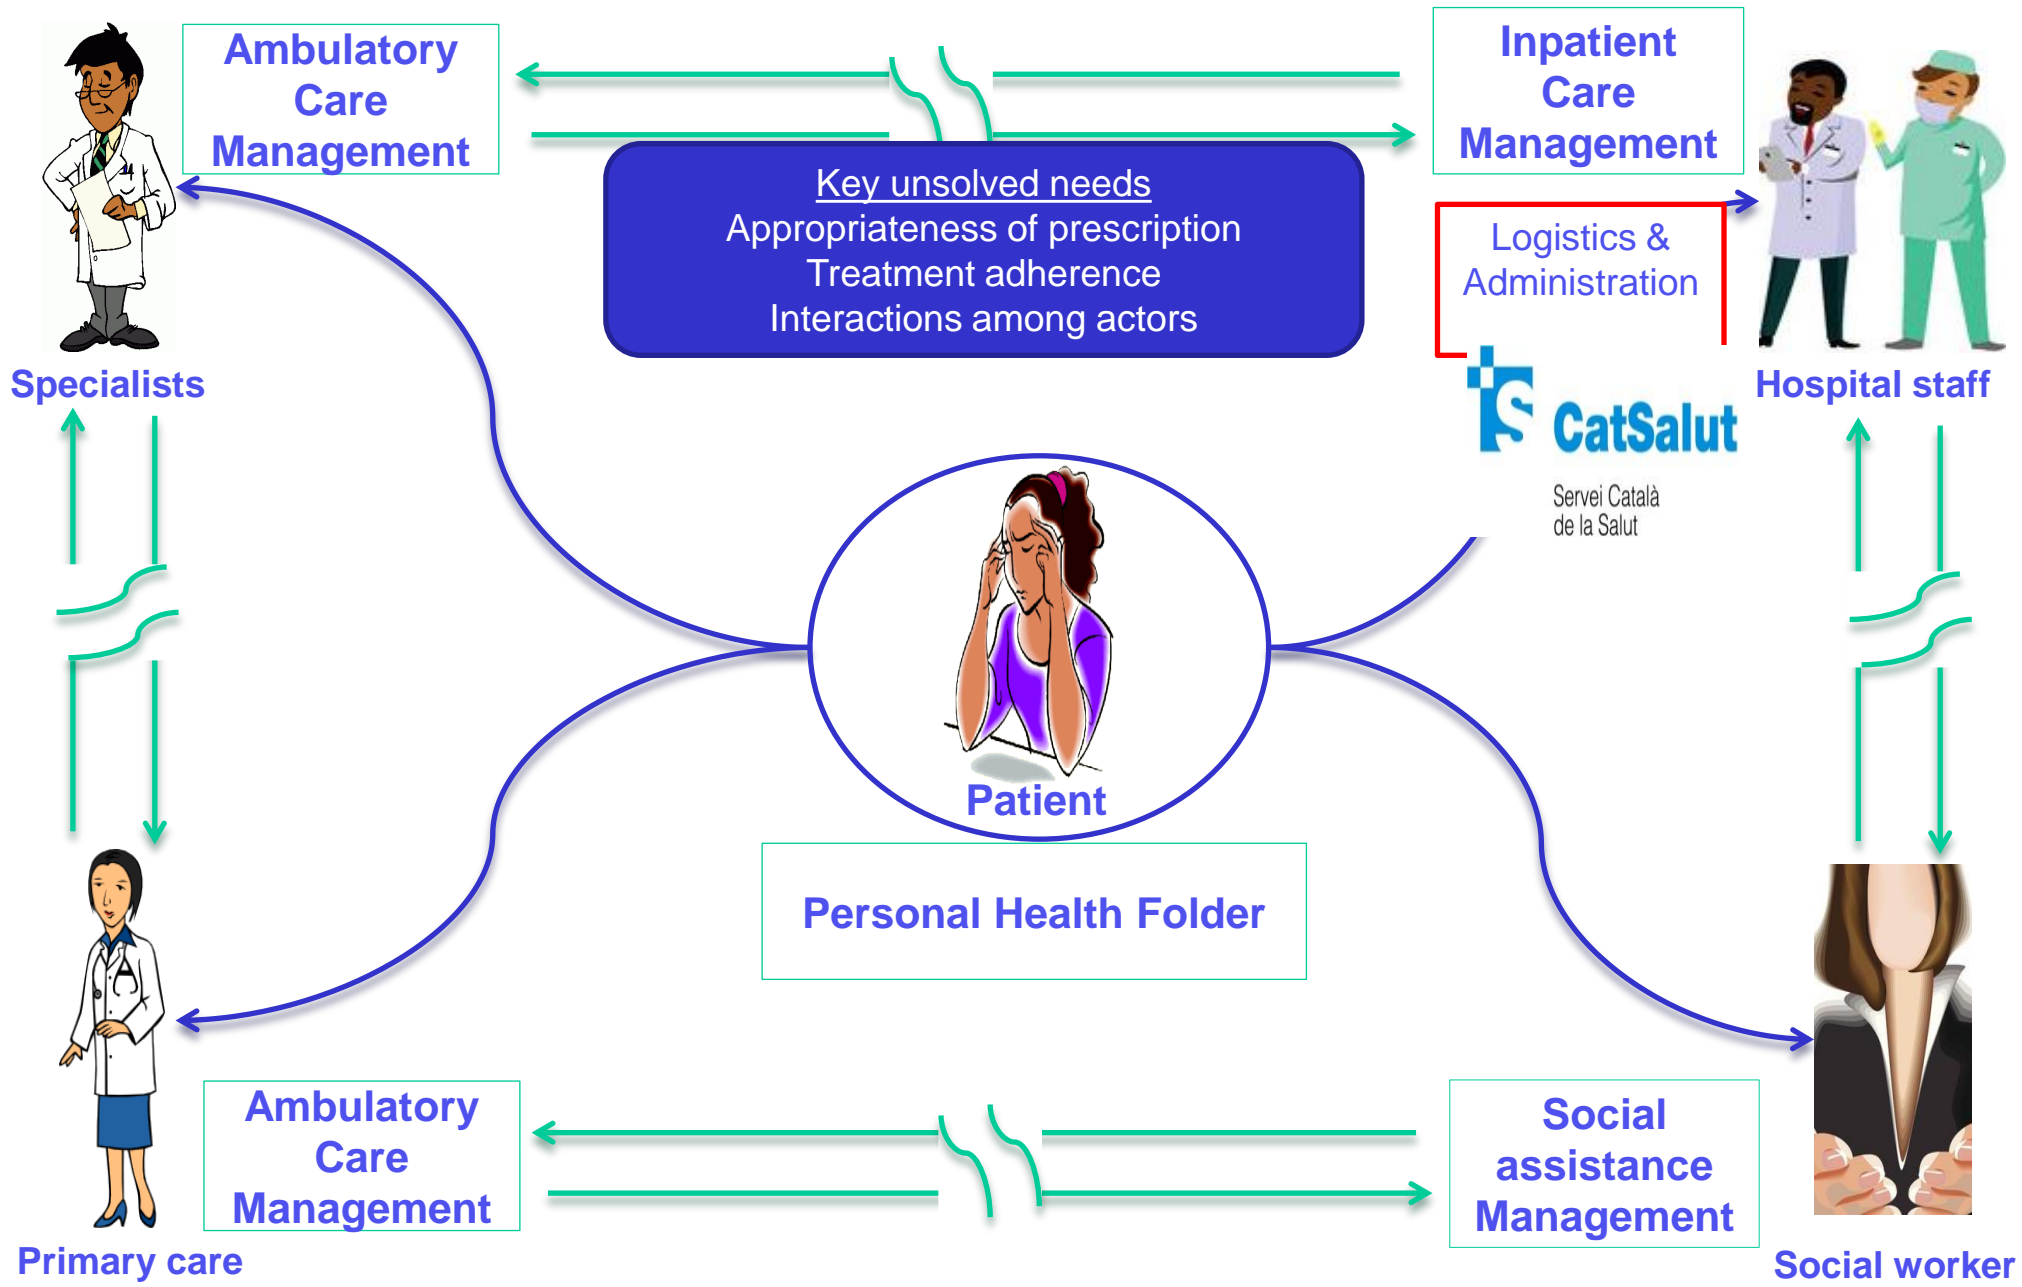 Ambulatory
Care
Management
Inpatient
Care
Management
Key unsolved needs
Appropriateness of prescription
Treatment adherence
Interactions among actors
Logistics &
Administration
Specialists
Hospital staff
CatSalut
Servei Català
de la Salut
Patient
Personal Health Folder
Ambulatory
Care
Management
Social
assistance
Management
Primary care
Social worker